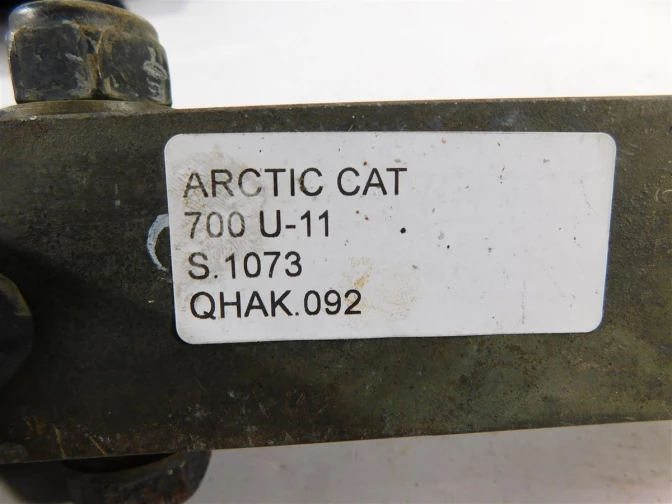 ARCTIC CAT
700 U-11
S.1073
QHAK.092